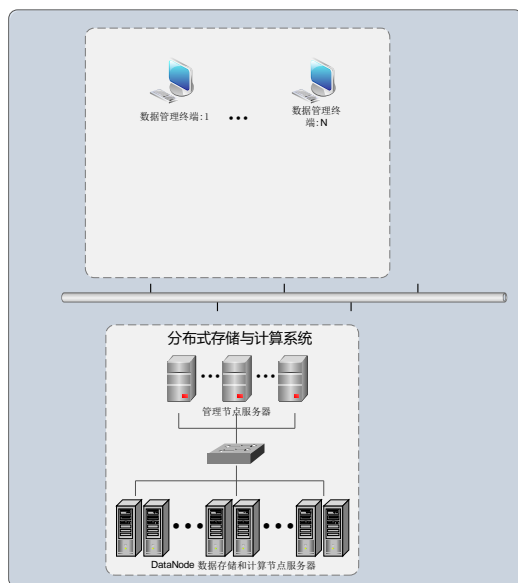 数据管理终端:1
数据管理终
端:N
分布式存储与计算系统
管理节点服务器
DataNode 数据存储和计算节点服务器